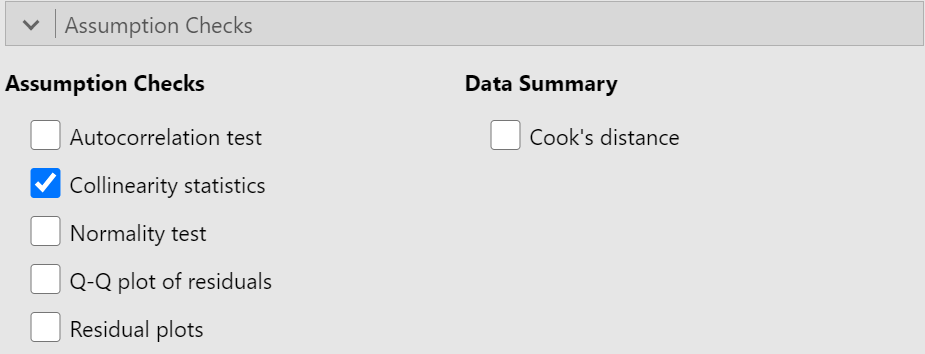 Assumption Checks
Assumption Checks
Autocorrelation test
Collinearity statistics
Normality test
Q-Q plot of residuals
Residual plots
Data Summary
Cook's distance